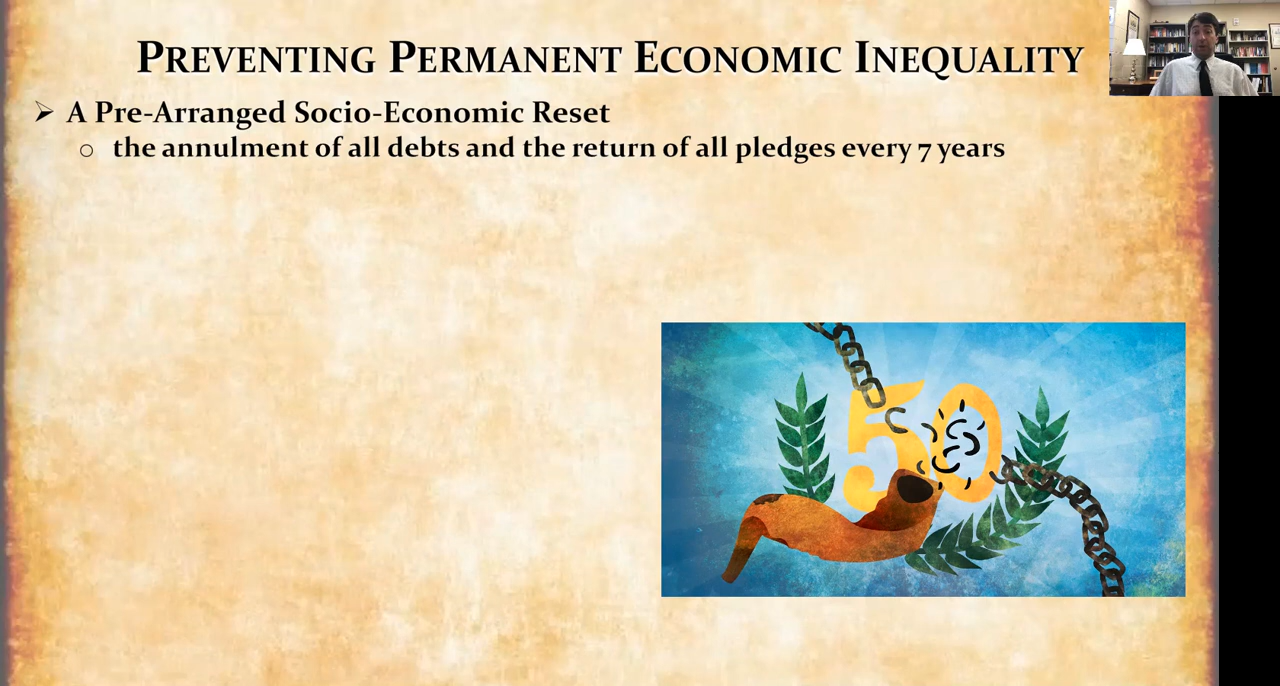 PREVENTING PERMANENT ECONOMIC INEQUALITY
➢ A Pre-Arranged Socio-Economic Reset
o the annulment of all debts and the return of all pledges every 7 years
50